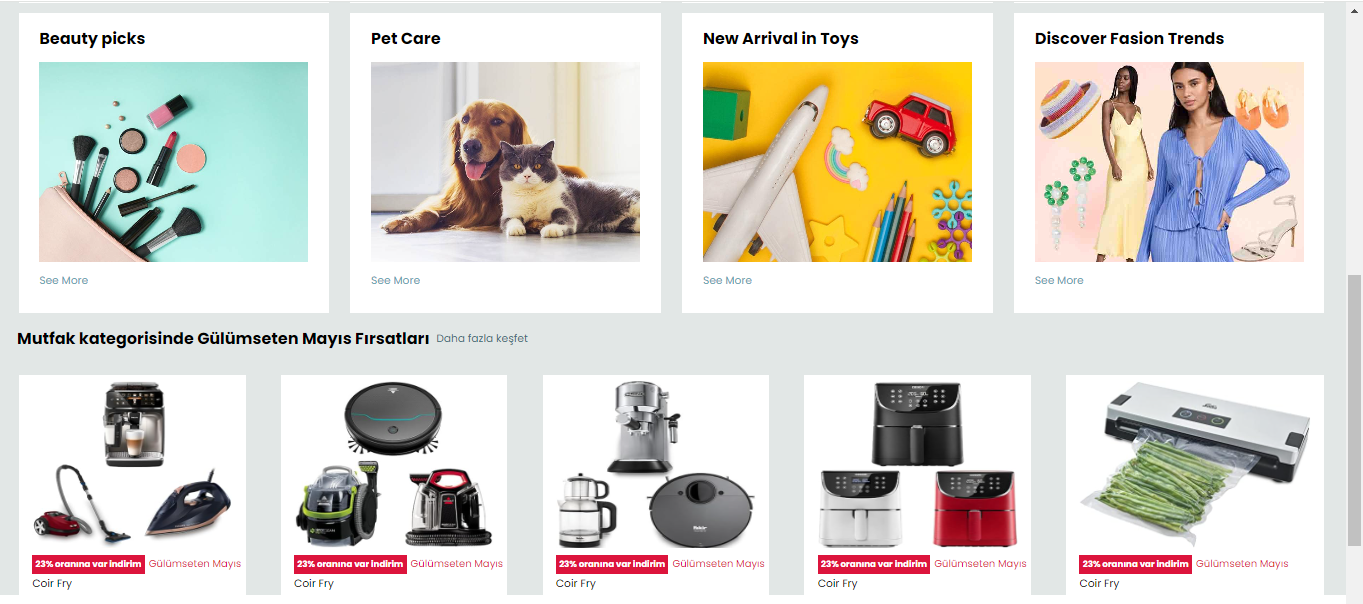 Beauty picks
Pet Care
New Arrival in Toys
Discover Fasion Trends
See More
See More
See More
See More
Mutfak kategorisinde Gülümseten Mayıs Fırsatları Daha fazla keşfet
23% oranına var indirim Gülümseten Mayıs
Coir Fry
23% oranına var indirim Gülümseten Mayıs
Coir Fry
23% oranına var indirim Gülümseten Mayıs
Coir Fry
23% oranına var indirim Gülümseten Mayıs
Coir Fry
23% oranına var indirim Gülümseten Mayıs
Coir Fry